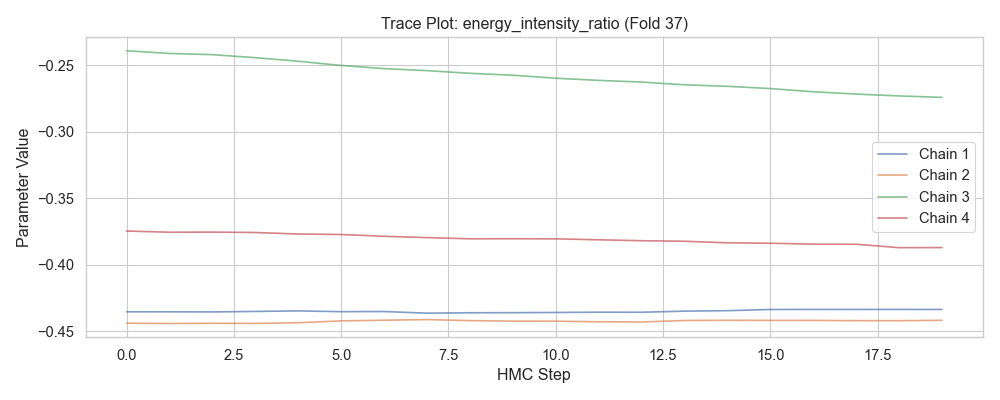 Trace Plot: energy_intensity_ratio (Fold 37)
Parameter Value
−0.25
−0.30
−0.35
−0.40
−0.45
Chain 1
Chain 2
Chain 3
Chain 4
0.0 2.5 5.0 7.5 10.0 12.5 15.0 17.5
HMC Step